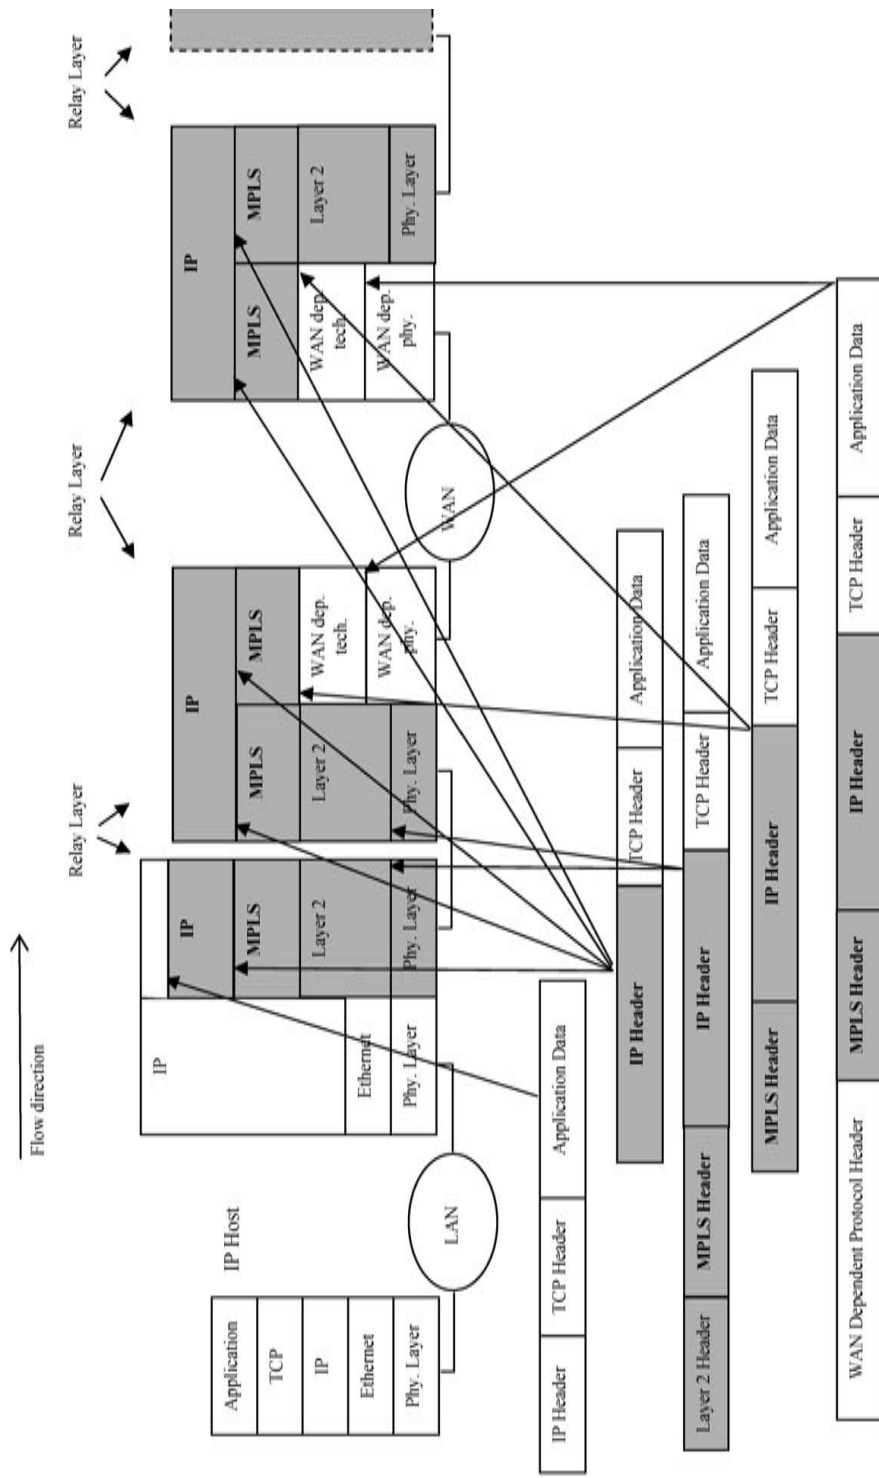 Flow direction
Relay Layer
Relay Layer
Relay Layer
IP Host
Application
TCP
IP
Ethernet
Phy. Layer
LAN
IP
Ethernet
Phy. Layer
IP
MPLS
Layer 2
Phy. Layer
IP
MPLS
Layer 2
Phy. Layer
MPLS
WAN dep.
tech.
WAN dep.
phy.
WAN
IP
MPLS
WAN dep.
tech.
WAN dep.
phy.
MPLS
Layer 2
Phy. Layer
IP Header
TCP Header
Application Data
IP Header
TCP Header
Application Data
Layer 2 Header
MPLS Header
IP Header
TCP Header
Application Data
MPLS Header
IP Header
TCP Header
Application Data
WAN Dependent Protocol Header
MPLS Header
IP Header
TCP Header
Application Data